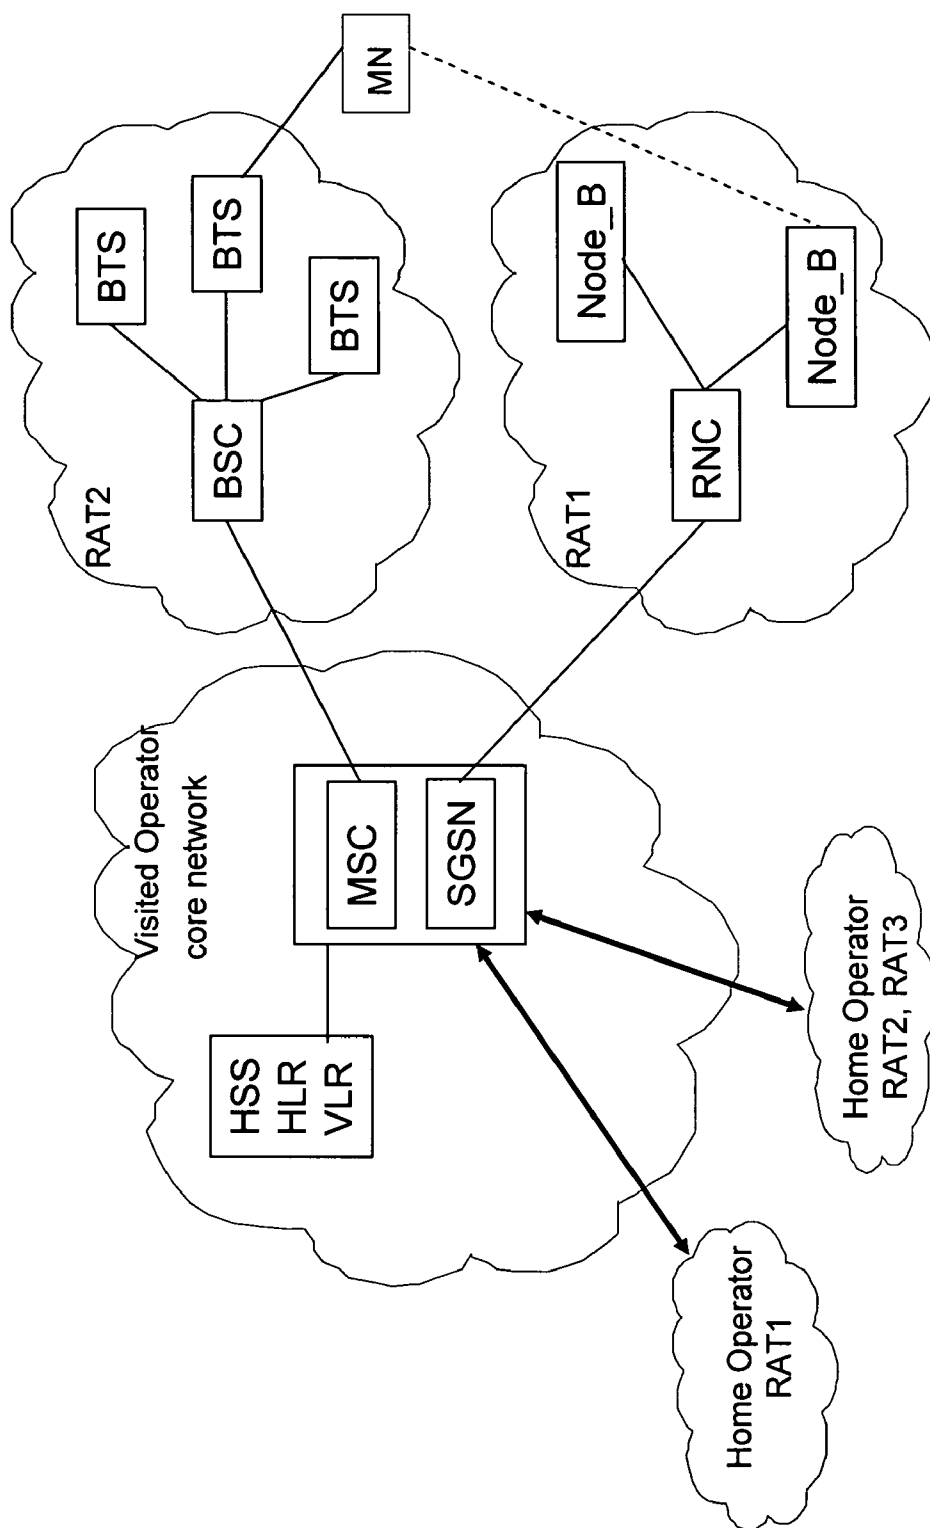 Visited Operator
core network
HSS
HLR
VLR
MSC
SGSN
RAT2
BSC
BTS
BTS
BTS
MN
RAT1
RNC
Node_B
Node_B
Home Operator
RAT1
Home Operator
RAT2, RAT3